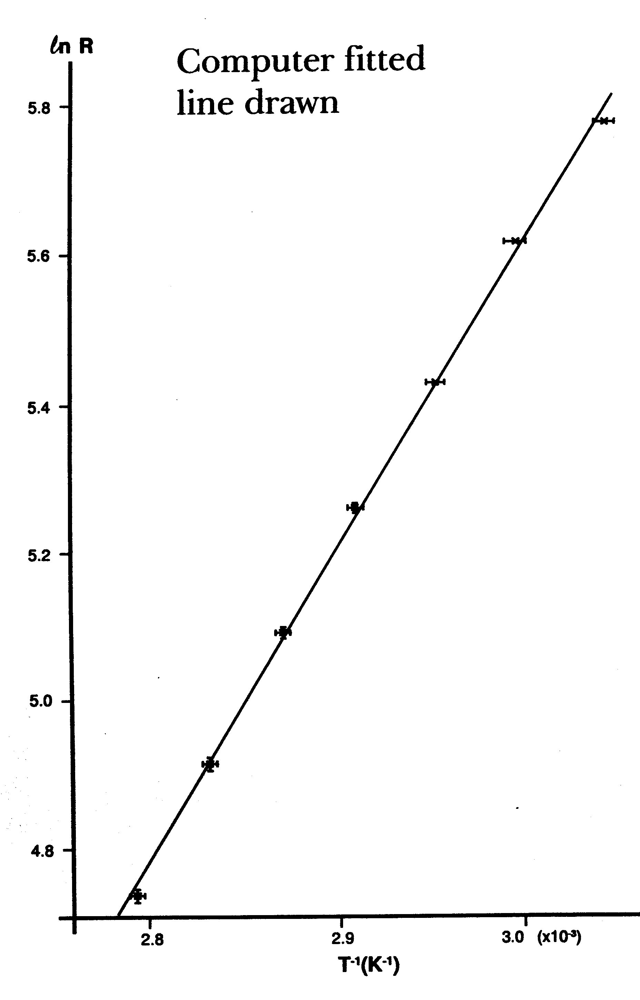 ln R
Computer fitted
line drawn
5.8
5.6
5.4
5.2
5.0
4.8
2.8 2.9 3.0 (x10⁻³)
T⁻¹(K⁻¹)